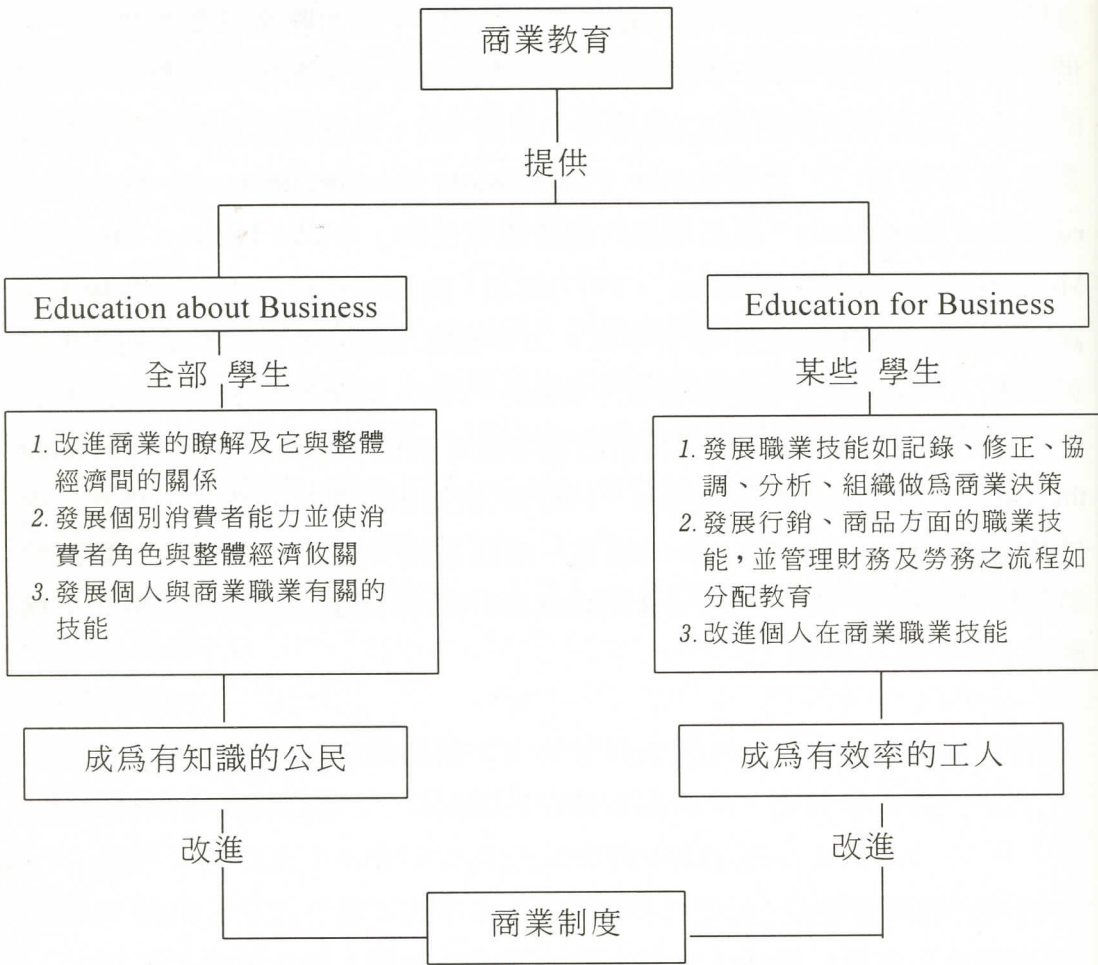 商業教育
提供
Education about Business
全部 學生
1. 改進商業的瞭解及它與整體
經濟間的關係
2. 發展個別消費者能力並使消
費者角色與整體經濟攸關
3. 發展個人與商業職業有關的
技能
成爲有知識的公民
改進
Education for Business
某些 學生
1. 發展職業技能如記錄、修正、協
調、分析、組織做爲商業決策
2. 發展行銷、商品方面的職業技
能，並管理財務及勞務之流程如
分配教育
3. 改進個人在商業職業技能
成爲有效率的工人
改進
商業制度